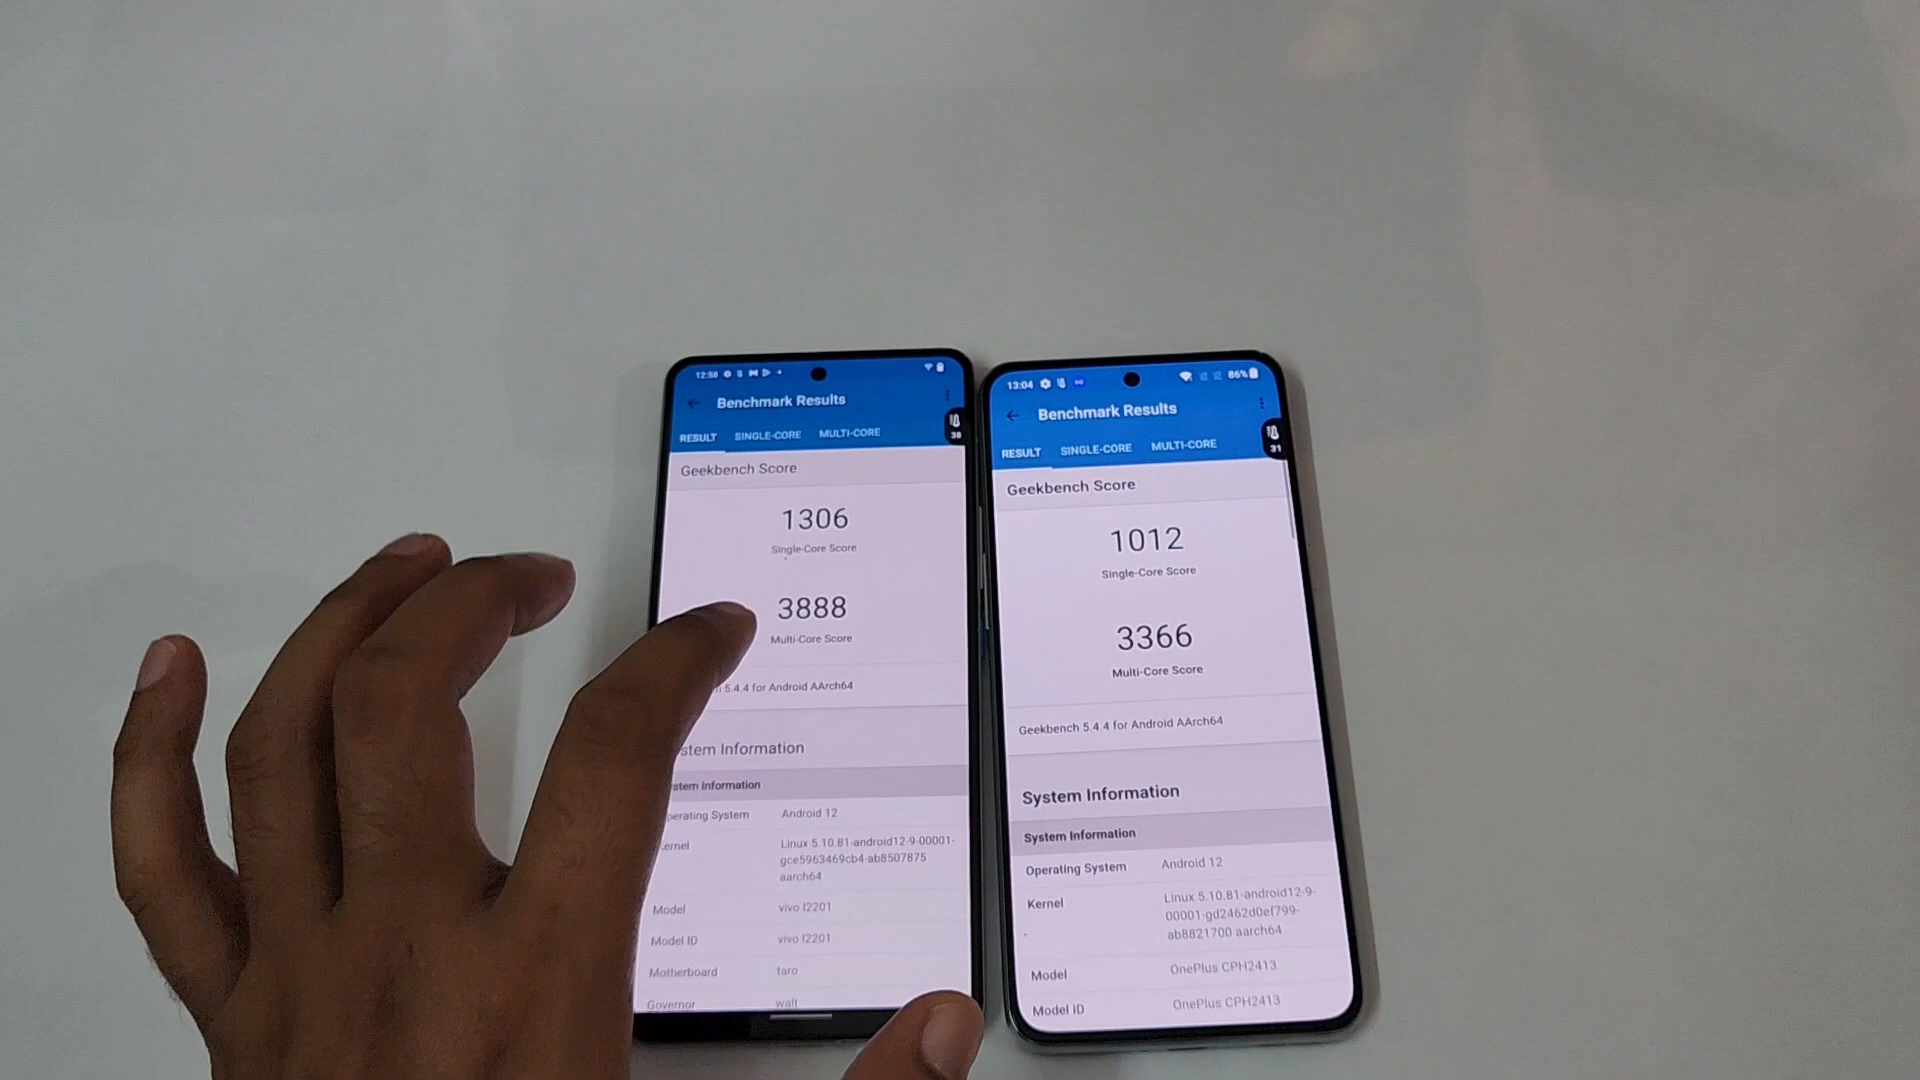 12:58
Benchmark Results
RESULT SINGLE-CORE MULTI-CORE
38
Geekbench Score
1306
Single-Core Score
3888
Multi-Core Score
5.4.4 for Android AArch64
stem Information
stem Information
perating System Android 12
ernel Linux 5.10.81-android12-9-00001-
gce5963469cb4-ab8507875
aarch64
Model vivo I2201
Model ID vivo I2201
Motherboard taro
Governor walt
13:04 86%
Benchmark Results
RESULT SINGLE-CORE MULTI-CORE
31
Geekbench Score
1012
Single-Core Score
3366
Multi-Core Score
Geekbench 5.4.4 for Android AArch64
System Information
System Information
Operating System Android 12
Kernel Linux 5.10.81-android12-9-
00001-gd2462d0ef799-
ab8821700 aarch64
Model OnePlus CPH2413
Model ID OnePlus CPH2413